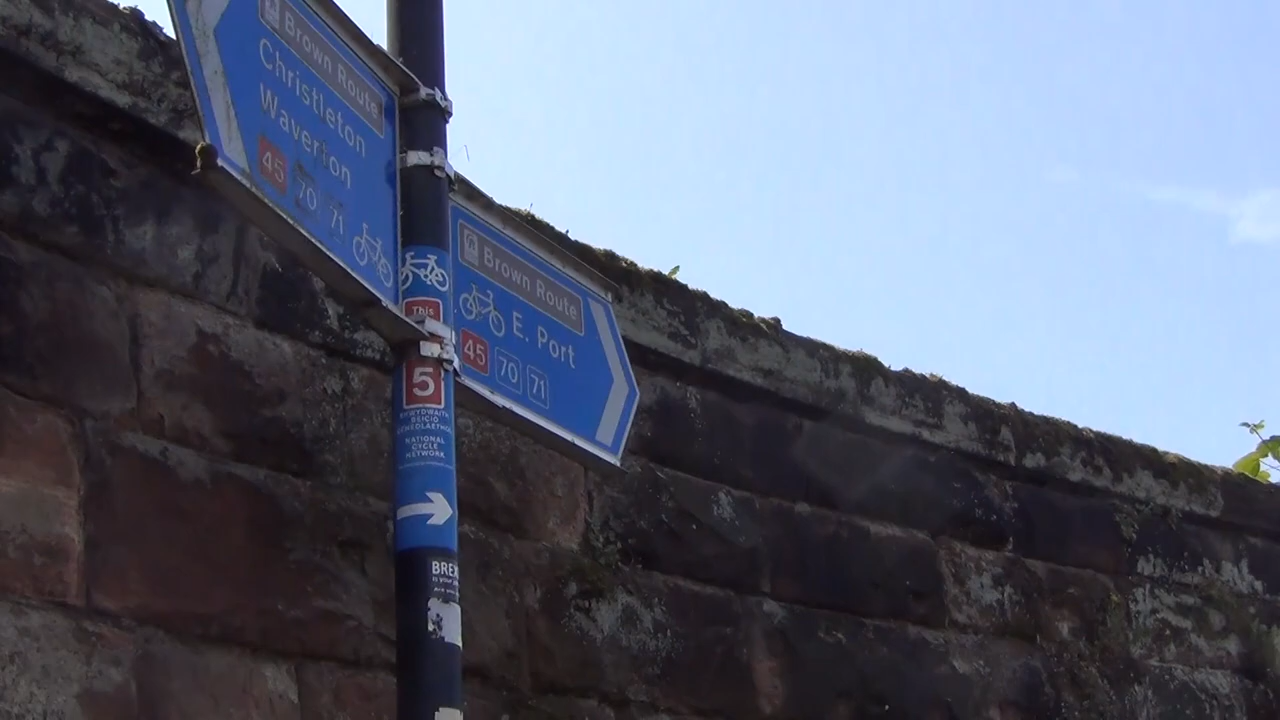 Brown Route
Christleton
Waverton
45 70 71
Brown Route
E. Port
45 70 71
This
5
RHWYDWAITH
BEICIO
CENEDLAETHOL
NATIONAL
CYCLE
NETWORK
BREX